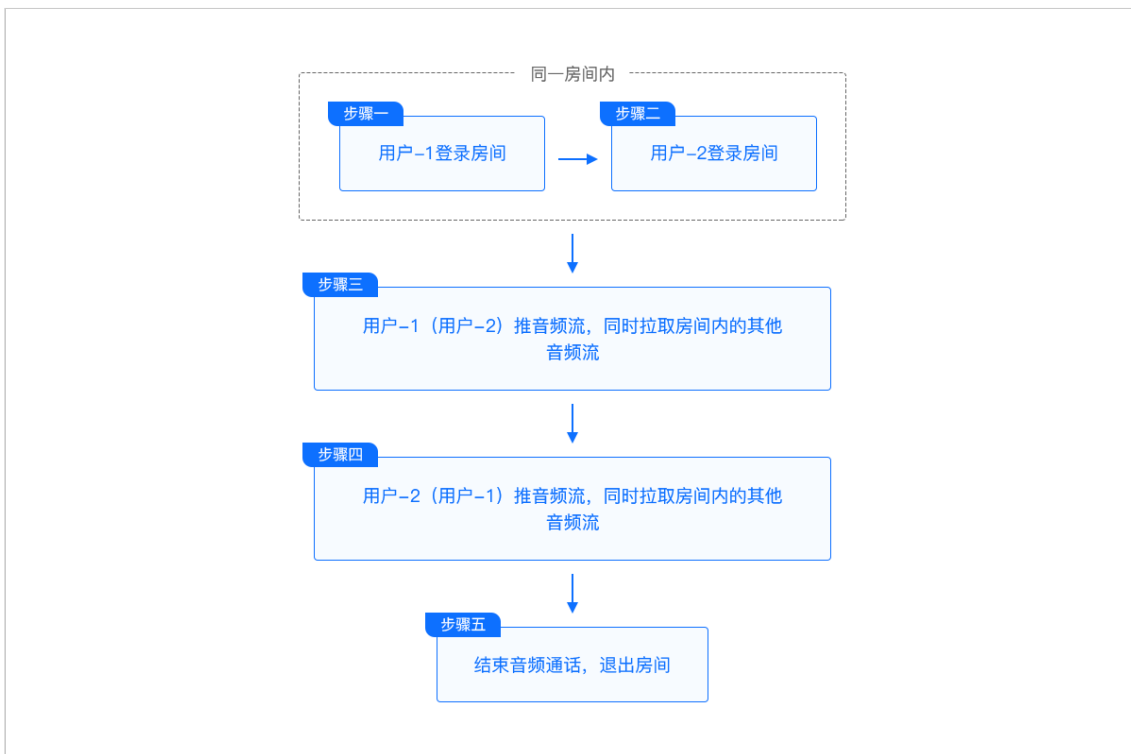 同一房间内
步骤一
步骤二
用户-1登录房间
用户-2登录房间
步骤三
用户-1（用户-2）推音频流，同时拉取房间内的其他
音频流
步骤四
用户-2（用户-1）推音频流，同时拉取房间内的其他
音频流
步骤五
结束音频通话，退出房间